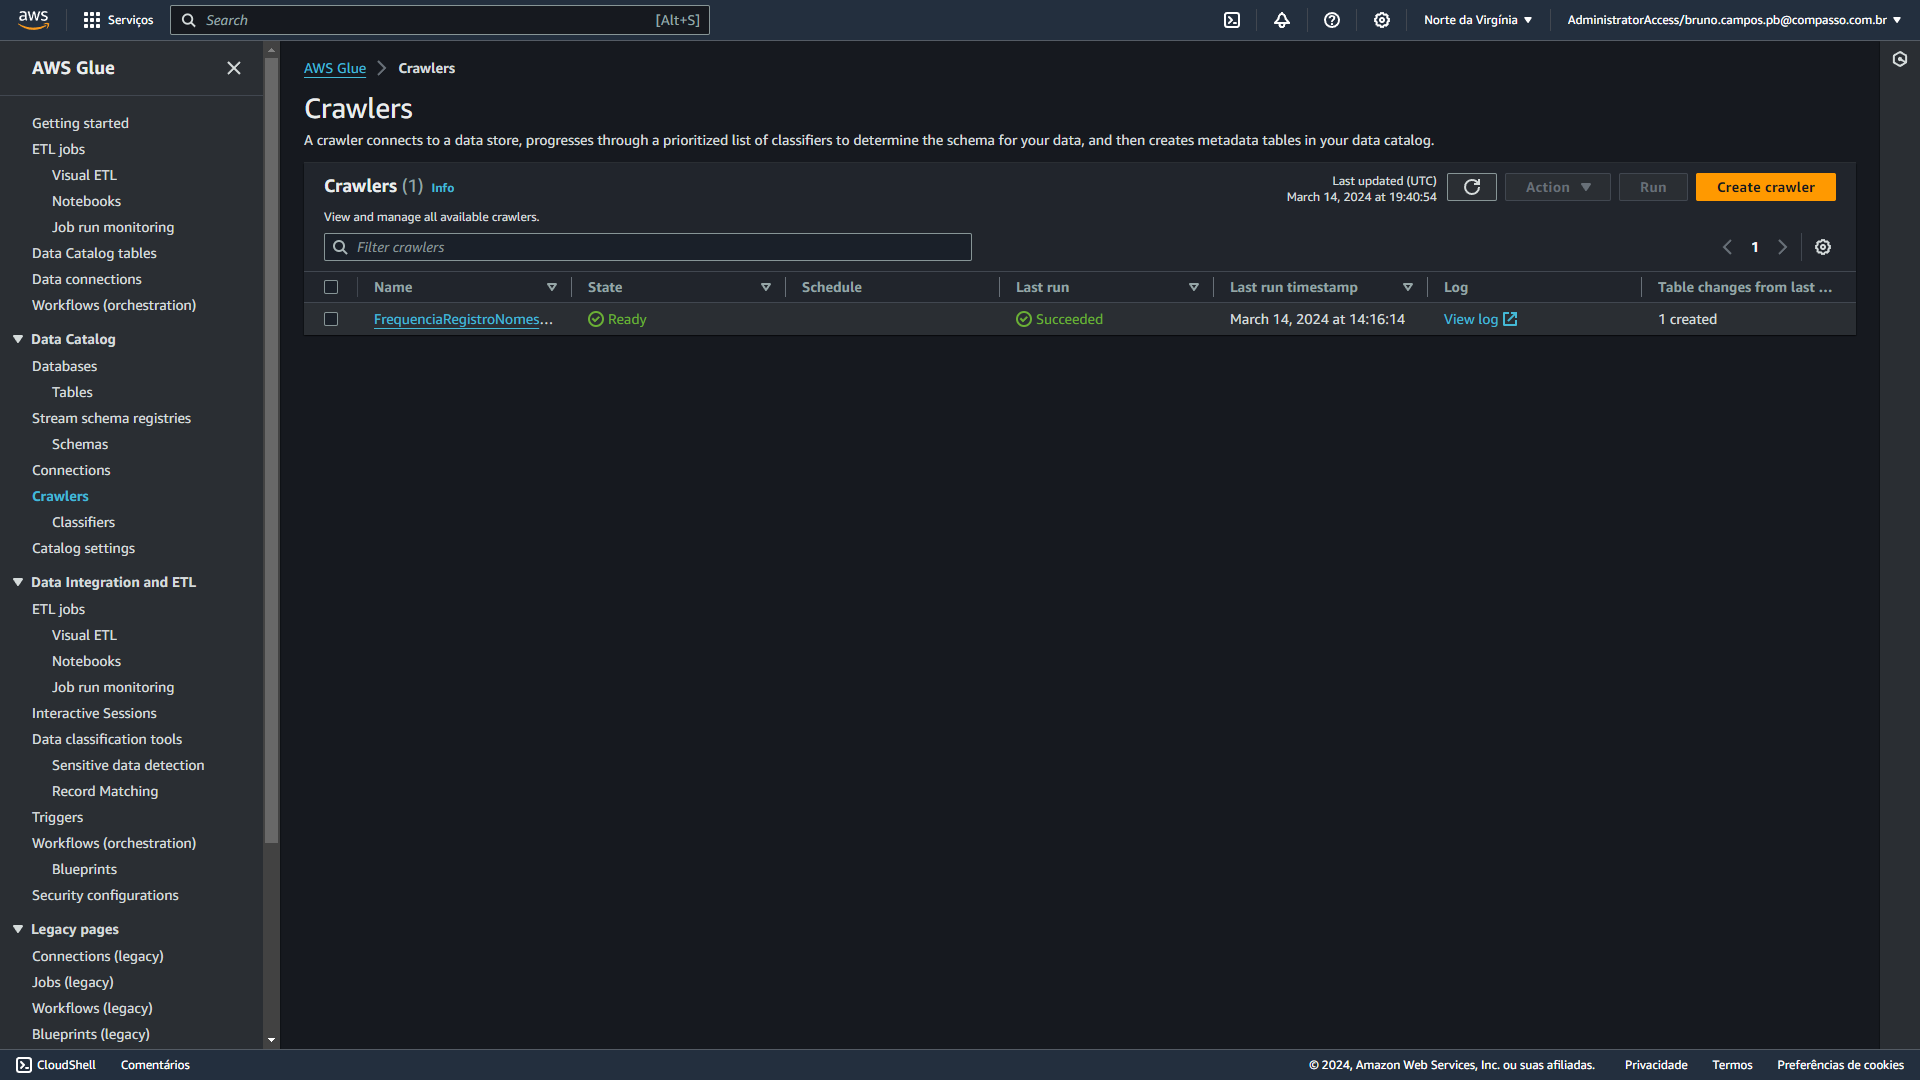 aws
Serviços
Search
[Alt+S]
Norte da Virgínia
AdministratorAccess/bruno.campos.pb@compasso.com.br
AWS Glue
Getting started
ETL jobs
Visual ETL
Notebooks
Job run monitoring
Data Catalog tables
Data connections
Workflows (orchestration)
Data Catalog
Databases
Tables
Stream schema registries
Schemas
Connections
Crawlers
Classifiers
Catalog settings
Data Integration and ETL
ETL jobs
Visual ETL
Notebooks
Job run monitoring
Interactive Sessions
Data classification tools
Sensitive data detection
Record Matching
Triggers
Workflows (orchestration)
Blueprints
Security configurations
Legacy pages
Connections (legacy)
Jobs (legacy)
Workflows (legacy)
Blueprints (legacy)
AWS Glue
Crawlers
Crawlers
A crawler connects to a data store, progresses through a prioritized list of classifiers to determine the schema for your data, and then creates metadata tables in your data catalog.
Crawlers (1) Info
View and manage all available crawlers.
Last updated (UTC)
March 14, 2024 at 19:40:54
Action
Run
Create crawler
Filter crawlers
1
Name State Schedule Last run Last run timestamp Log Table changes from last ...
FrequenciaRegistroNomes... Ready Succeeded March 14, 2024 at 14:16:14 View log 1 created
CloudShell
Comentários
© 2024, Amazon Web Services, Inc. ou suas afiliadas.
Privacidade
Termos
Preferências de cookies